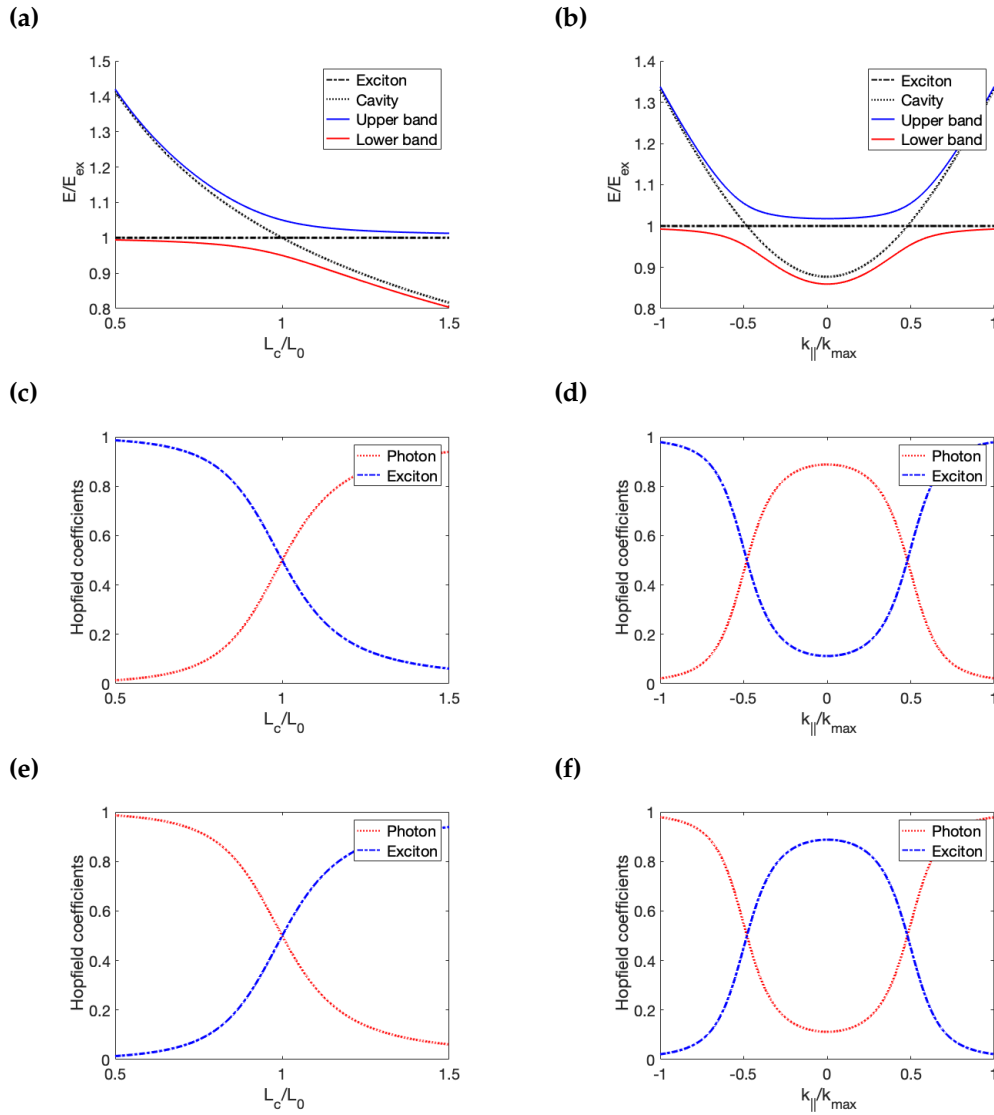 (a)
1.5
1.4
1.3
1.2
1.1
1
0.9
0.8
E/E_ex
0.5
1
1.5
L_c/L_0
Exciton
Cavity
Upper band
Lower band
(b)
1.4
1.3
1.2
1.1
1
0.9
0.8
E/E_ex
-1
-0.5
0
0.5
1
k_||/k_max
Exciton
Cavity
Upper band
Lower band
(c)
1
0.8
0.6
0.4
0.2
0
Hopfield coefficients
0.5
1
1.5
L_c/L_0
Photon
Exciton
(d)
1
0.8
0.6
0.4
0.2
0
Hopfield coefficients
-1
-0.5
0
0.5
1
k_||/k_max
Photon
Exciton
(e)
1
0.8
0.6
0.4
0.2
0
Hopfield coefficients
0.5
1
1.5
L_c/L_0
Photon
Exciton
(f)
1
0.8
0.6
0.4
0.2
0
Hopfield coefficients
-1
-0.5
0
0.5
1
k_||/k_max
Photon
Exciton